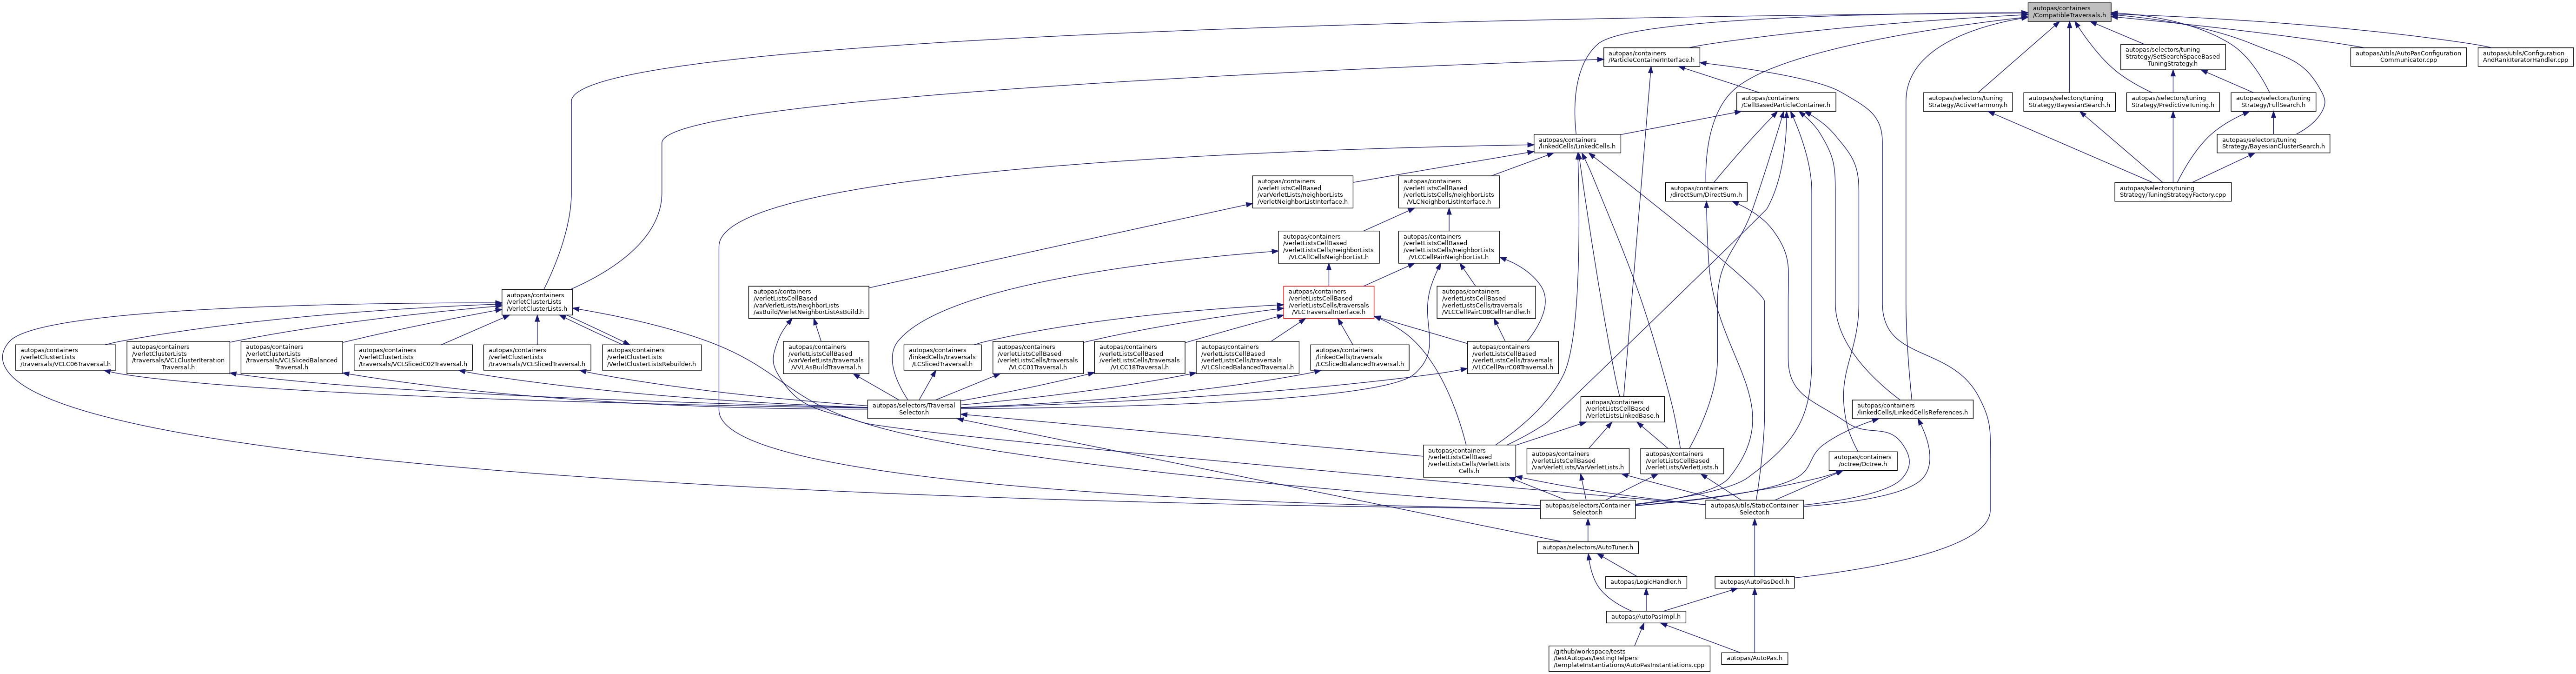 autopas/containers
/CompatibleTraversals.h
autopas/containers
/ParticleContainerInterface.h
autopas/selectors/tuning
Strategy/SetSearchSpaceBased
TuningStrategy.h
autopas/utils/AutoPasConfiguration
Communicator.cpp
autopas/utils/Configuration
AndRankIteratorHandler.cpp
autopas/containers
/CellBasedParticleContainer.h
autopas/selectors/tuning
Strategy/ActiveHarmony.h
autopas/selectors/tuning
Strategy/BayesianSearch.h
autopas/selectors/tuning
Strategy/PredictiveTuning.h
autopas/selectors/tuning
Strategy/FullSearch.h
autopas/containers
/linkedCells/LinkedCells.h
autopas/selectors/tuning
Strategy/BayesianClusterSearch.h
autopas/containers
/verletListsCellBased
/varVerletLists/neighborLists
/VerletNeighborListInterface.h
autopas/containers
/verletListsCellBased
/verletListsCells/neighborLists
/VLCNeighborListInterface.h
autopas/containers
/directSum/DirectSum.h
autopas/selectors/tuning
Strategy/TuningStrategyFactory.cpp
autopas/containers
/verletListsCellBased
/verletListsCells/neighborLists
/VLCAllCellsNeighborList.h
autopas/containers
/verletListsCellBased
/verletListsCells/neighborLists
/VLCCellPairNeighborList.h
autopas/containers
/verletClusterLists
/VerletClusterLists.h
autopas/containers
/verletListsCellBased
/varVerletLists/neighborLists
/asBuild/VerletNeighborListAsBuild.h
autopas/containers
/verletListsCellBased
/verletListsCells/traversals
/VLCTraversalInterface.h
autopas/containers
/verletListsCellBased
/verletListsCells/traversals
/VLCCellPairC08CellHandler.h
autopas/containers
/verletClusterLists
/traversals/VCLC06Traversal.h
autopas/containers
/verletClusterLists
/traversals/VCLClusterIteration
Traversal.h
autopas/containers
/verletClusterLists
/traversals/VCLSlicedBalanced
Traversal.h
autopas/containers
/verletClusterLists
/traversals/VCLSlicedC02Traversal.h
autopas/containers
/verletClusterLists
/traversals/VCLSlicedTraversal.h
autopas/containers
/verletClusterLists
/VerletClusterListsRebuilder.h
autopas/containers
/verletListsCellBased
/varVerletLists/traversals
/VVLAsBuildTraversal.h
autopas/containers
/linkedCells/traversals
/LCSlicedTraversal.h
autopas/containers
/verletListsCellBased
/verletListsCells/traversals
/VLCC01Traversal.h
autopas/containers
/verletListsCellBased
/verletListsCells/traversals
/VLCC18Traversal.h
autopas/containers
/verletListsCellBased
/verletListsCells/traversals
/VLCSlicedBalancedTraversal.h
autopas/containers
/linkedCells/traversals
/LCSlicedBalancedTraversal.h
autopas/containers
/verletListsCellBased
/verletListsCells/traversals
/VLCCellPairC08Traversal.h
autopas/selectors/Traversal
Selector.h
autopas/containers
/verletListsCellBased
/VerletListsLinkedBase.h
autopas/containers
/linkedCells/LinkedCellsReferences.h
autopas/containers
/verletListsCellBased
/verletListsCells/VerletLists
Cells.h
autopas/containers
/verletListsCellBased
/varVerletLists/VarVerletLists.h
autopas/containers
/verletListsCellBased
/verletLists/VerletLists.h
autopas/containers
/octree/Octree.h
autopas/selectors/Container
Selector.h
autopas/utils/StaticContainer
Selector.h
autopas/selectors/AutoTuner.h
autopas/LogicHandler.h
autopas/AutoPasDecl.h
autopas/AutoPasImpl.h
/github/workspace/tests
/testAutopas/testingHelpers
/templateInstantiations/AutoPasInstantiations.cpp
autopas/AutoPas.h